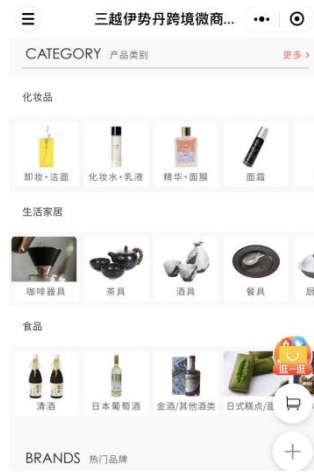 三越伊势丹跨境微商...
CATEGORY 产品类别
更多 >
化妆品
卸妆·洁面
化妆水·乳液
精华·面膜
面霜
生活家居
咖啡器具
茶具
酒具
餐具
厨
食品
清酒
日本葡萄酒
金酒/其他酒类
日式糕点/甜
逛一逛
BRANDS 热门品牌